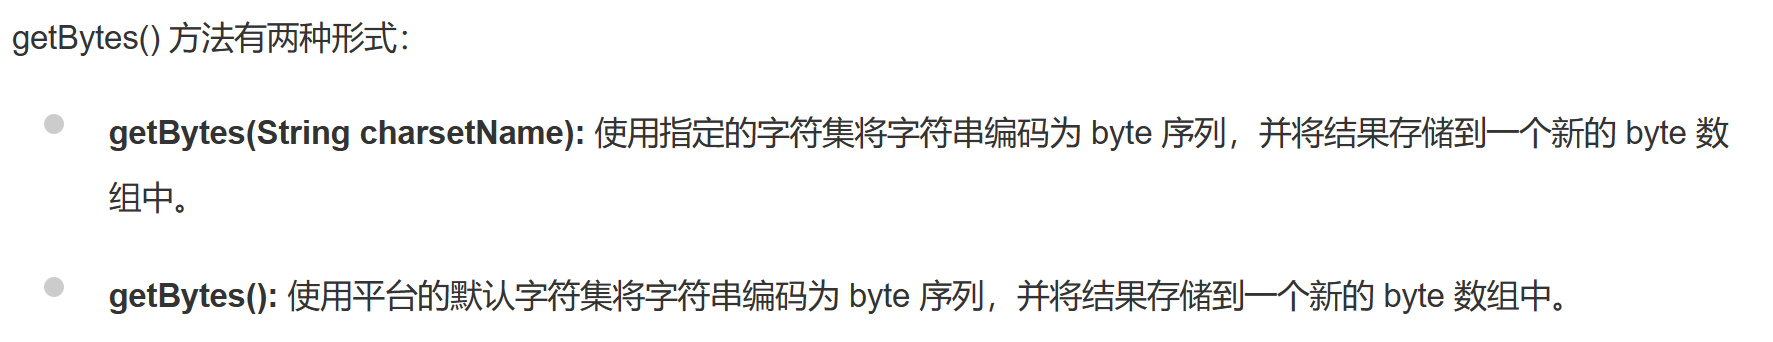 getBytes() 方法有两种形式：
getBytes(String charsetName): 使用指定的字符集将字符串编码为 byte 序列，并将结果存储到一个新的 byte 数
组中。
getBytes(): 使用平台的默认字符集将字符串编码为 byte 序列，并将结果存储到一个新的 byte 数组中。